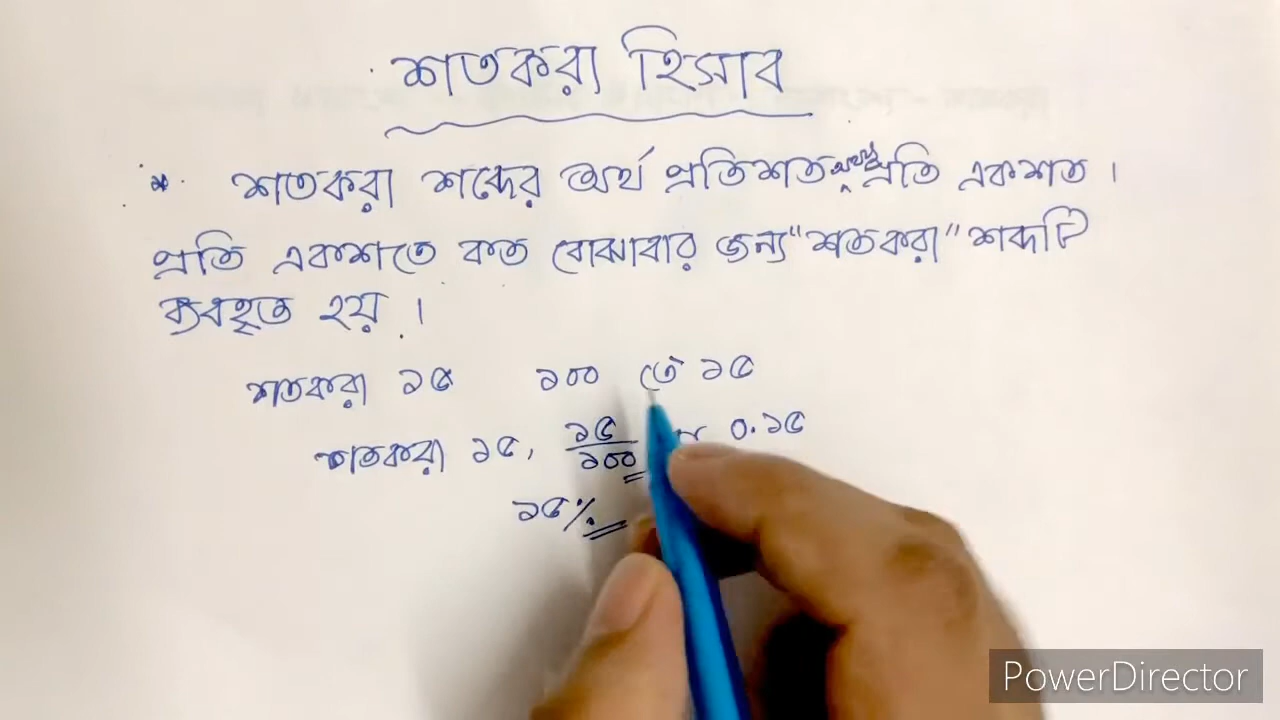 শতকরা হিসাব
* শতকরা শব্দের অর্থ প্রতিশত অর্থাৎ প্রতি একশত।
প্রতি একশতে কত বোঝাবার জন্য "শতকরা" শব্দটি
ব্যবহৃত হয়।
শতকরা ১৫ ১০০ তে ১৫
শতকরা ১৫, ১৫/১০০ ০.১৫
১৫%
PowerDirector